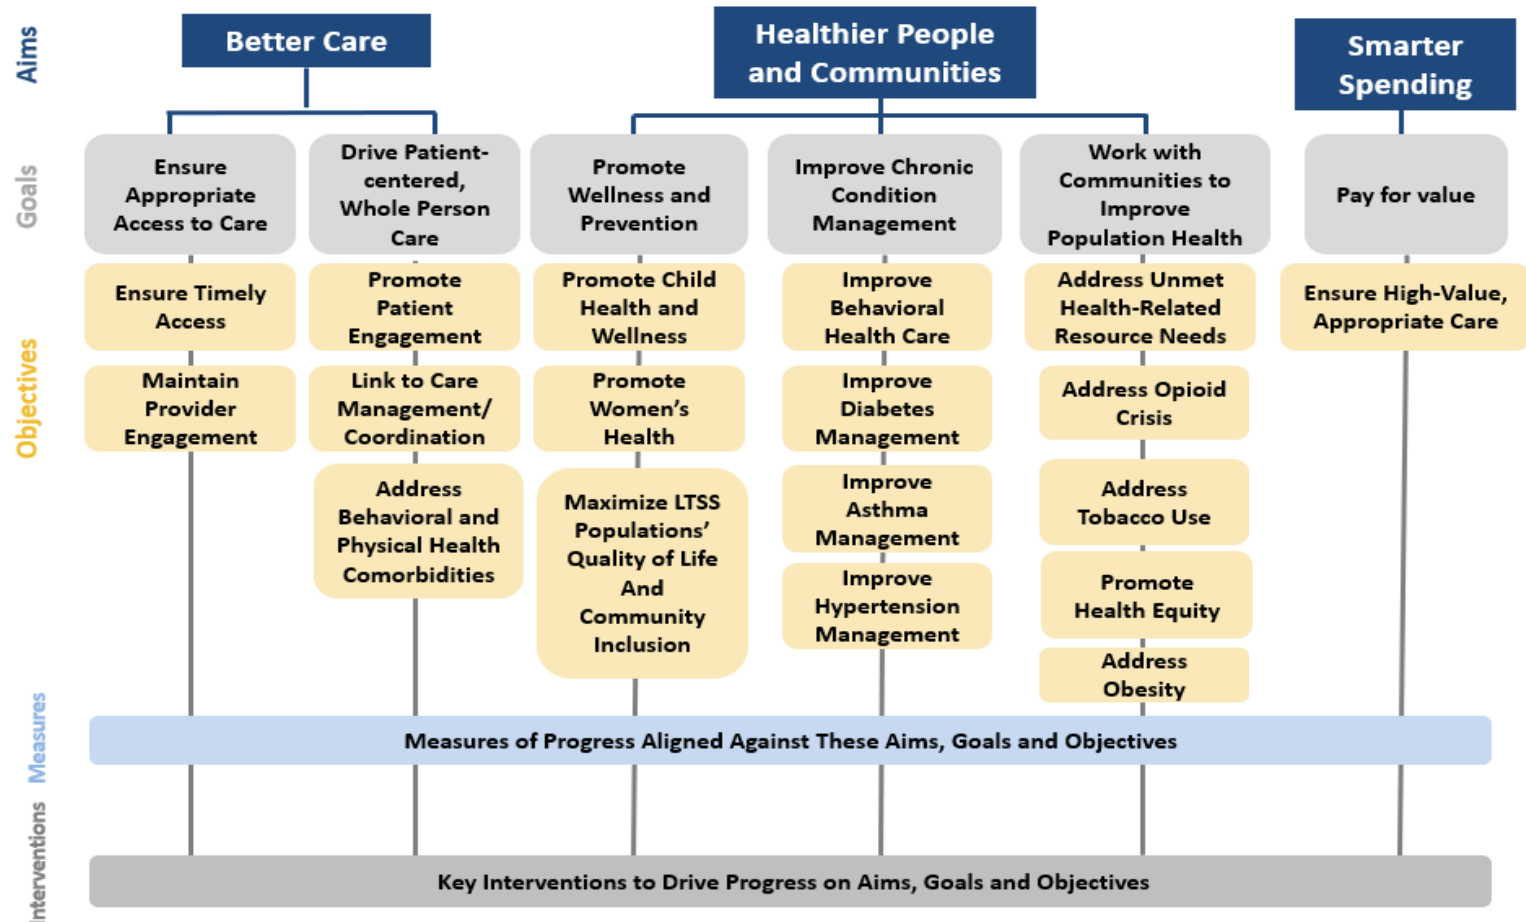 Aims
Better Care
Healthier People
and Communities
Smarter
Spending
Goals
Ensure
Appropriate
Access to Care
Drive Patient-
centered,
Whole Person
Care
Promote
Wellness and
Prevention
Improve Chronic
Condition
Management
Work with
Communities to
Improve
Population Health
Pay for value
Objectives
Ensure Timely
Access
Maintain
Provider
Engagement
Promote
Patient
Engagement
Link to Care
Management/
Coordination
Address
Behavioral and
Physical Health
Comorbidities
Promote Child
Health and
Wellness
Promote
Women’s
Health
Maximize LTSS
Populations’
Quality of Life
And
Community
Inclusion
Improve
Behavioral
Health Care
Improve
Diabetes
Management
Improve
Asthma
Management
Improve
Hypertension
Management
Address Unmet
Health-Related
Resource Needs
Address Opioid
Crisis
Address
Tobacco Use
Promote
Health Equity
Address
Obesity
Ensure High-Value,
Appropriate Care
Measures
Measures of Progress Aligned Against These Aims, Goals and Objectives
Interventions
Key Interventions to Drive Progress on Aims, Goals and Objectives